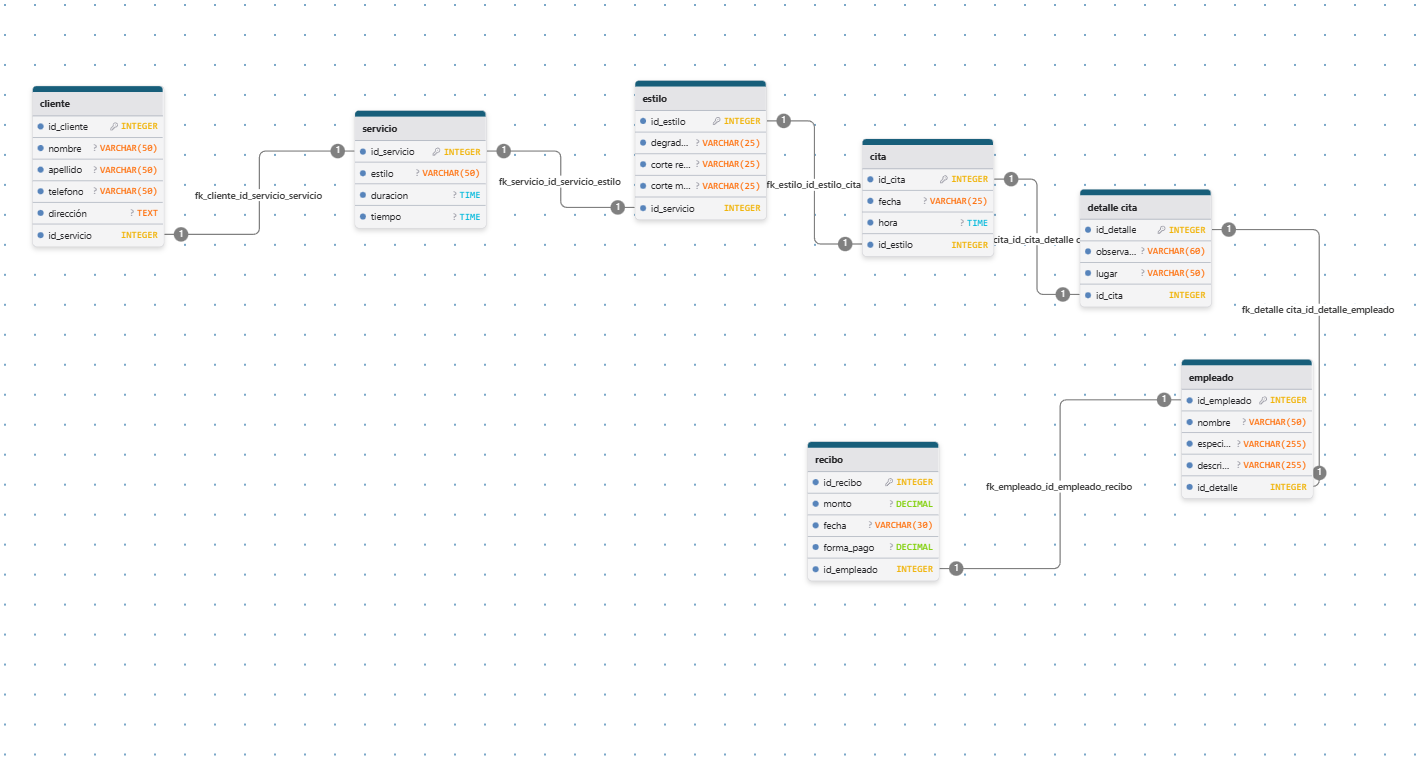 cliente
id_cliente INTEGER
nombre ? VARCHAR(50)
apellido ? VARCHAR(50)
telefono ? VARCHAR(50)
dirección ? TEXT
id_servicio INTEGER
1
fk_cliente_id_servicio_servicio
1
servicio
id_servicio INTEGER
estilo ? VARCHAR(50)
duracion ? TIME
tiempo ? TIME
1
fk_servicio_id_servicio_estilo
1
estilo
id_estilo INTEGER
degrad... ? VARCHAR(25)
corte re... ? VARCHAR(25)
corte m... ? VARCHAR(25)
id_servicio INTEGER
1
fk_estilo_id_estilo_cita
1
cita
id_cita INTEGER
fecha ? VARCHAR(25)
hora ? TIME
id_estilo INTEGER
1
cita_id_cita_detalle c
1
detalle cita
id_detalle INTEGER
observa... ? VARCHAR(60)
lugar ? VARCHAR(50)
id_cita INTEGER
1
fk_detalle cita_id_detalle_empleado
1
empleado
id_empleado INTEGER
nombre ? VARCHAR(50)
especi... ? VARCHAR(255)
descri... ? VARCHAR(255)
id_detalle INTEGER
1
fk_empleado_id_empleado_recibo
1
recibo
id_recibo INTEGER
monto ? DECIMAL
fecha ? VARCHAR(30)
forma_pago ? DECIMAL
id_empleado INTEGER